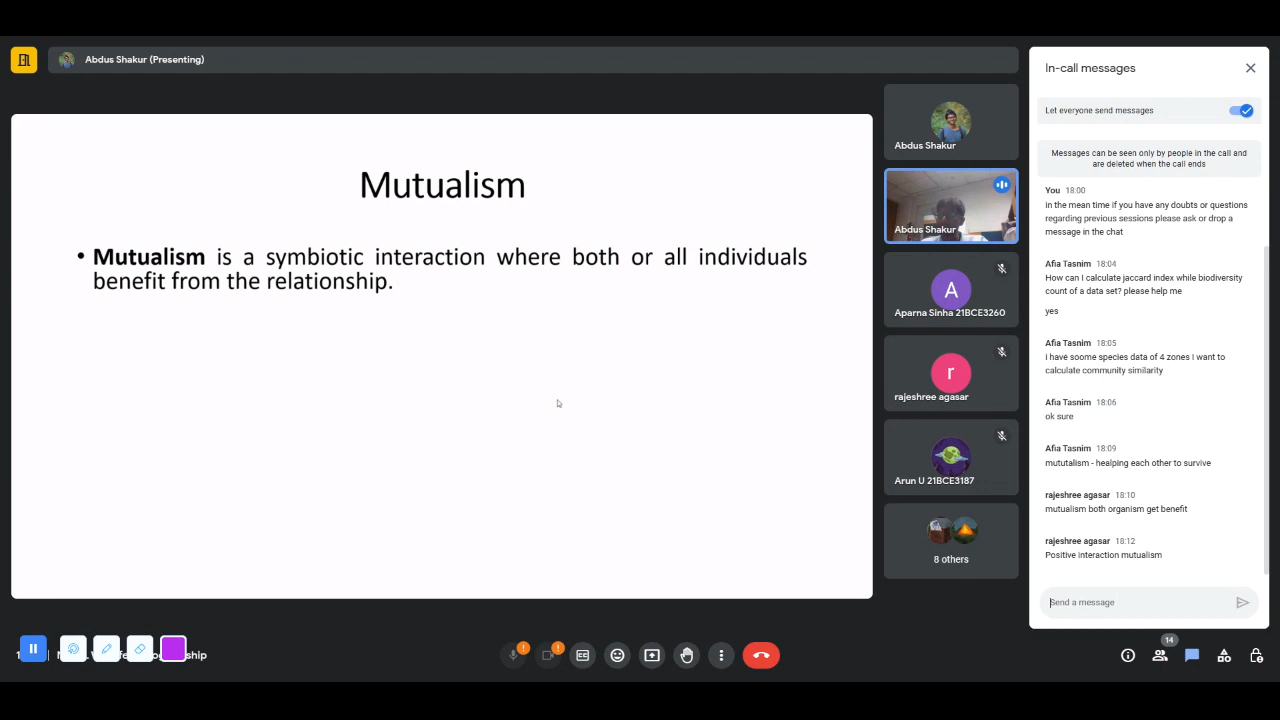 Abdus Shakur (Presenting)
Mutualism
• Mutualism is a symbiotic interaction where both or all individuals
benefit from the relationship.
Abdus Shakur
Abdus Shakur
A
Aparna Sinha 21BCE3260
r
rajeshree agasar
Arun U 21BCE3187
8 others
In-call messages
Let everyone send messages
Messages can be seen only by people in the call and
are deleted when the call ends
You 18:00
in the mean time if you have any doubts or questions
regarding previous sessions please ask or drop a
message in the chat
Afia Tasnim 18:04
How can I calculate jaccard index while biodiversity
count of a data set? please help me
yes
Afia Tasnim 18:05
i have soome species data of 4 zones I want to
calculate community similarity
Afia Tasnim 18:06
ok sure
Afia Tasnim 18:09
mututalism - healping each other to survive
rajeshree agasar 18:10
mutualism both organism get benefit
rajeshree agasar 18:12
Positive interaction mutualism
Send a message
14